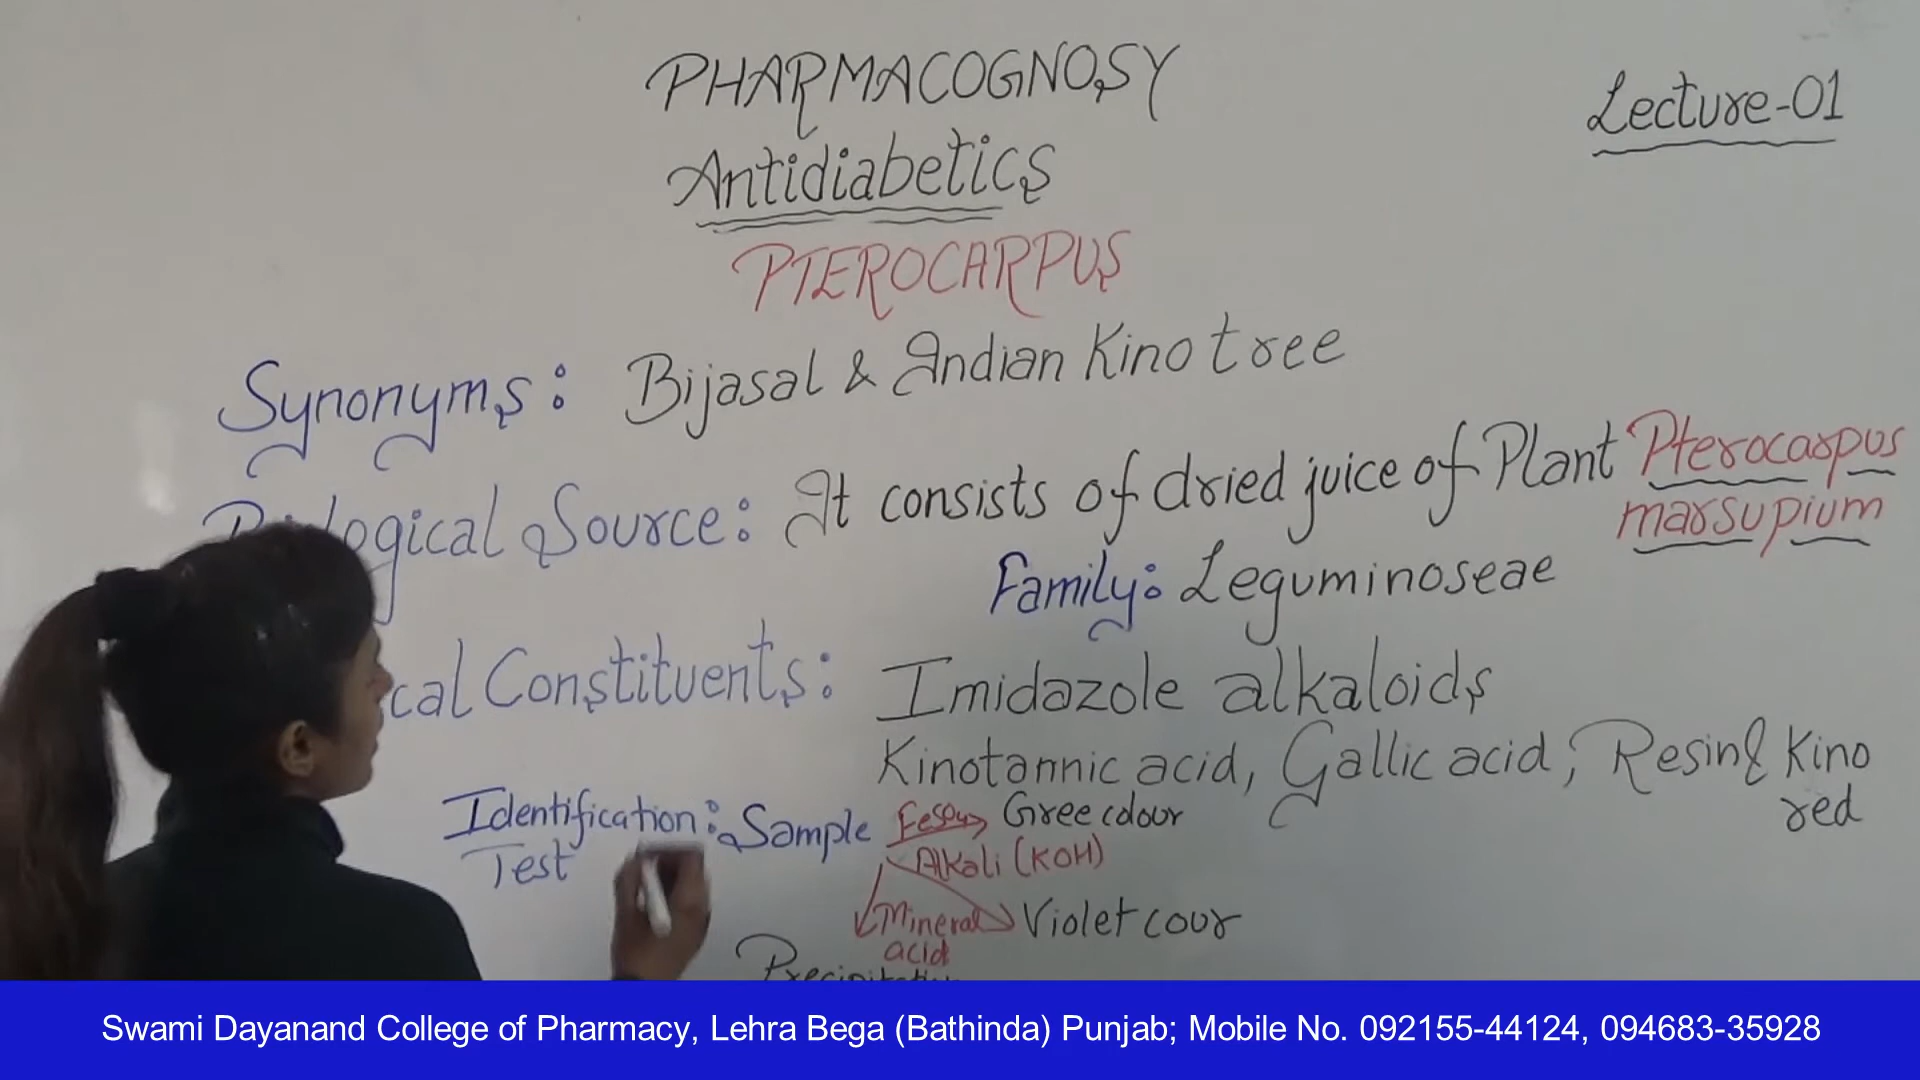 PHARMACOGNOSY
Lecture-01
Antidiabetics
PTEROCARPUS
Synonyms: Bijasal & Indian Kino tree
Biological Source: It consists of dried juice of Plant Pterocarpus
marsupium
Family: Leguminoseae
cal Constituents: Imidazole alkaloids
Kinotannic acid, Gallic acid, Resin & Kino
red
Identification: Sample FeSO4 Gree colour
Test Alkali (KOH)
Mineral Violet cour
acid
Swami Dayanand College of Pharmacy, Lehra Bega (Bathinda) Punjab; Mobile No. 092155-44124, 094683-35928